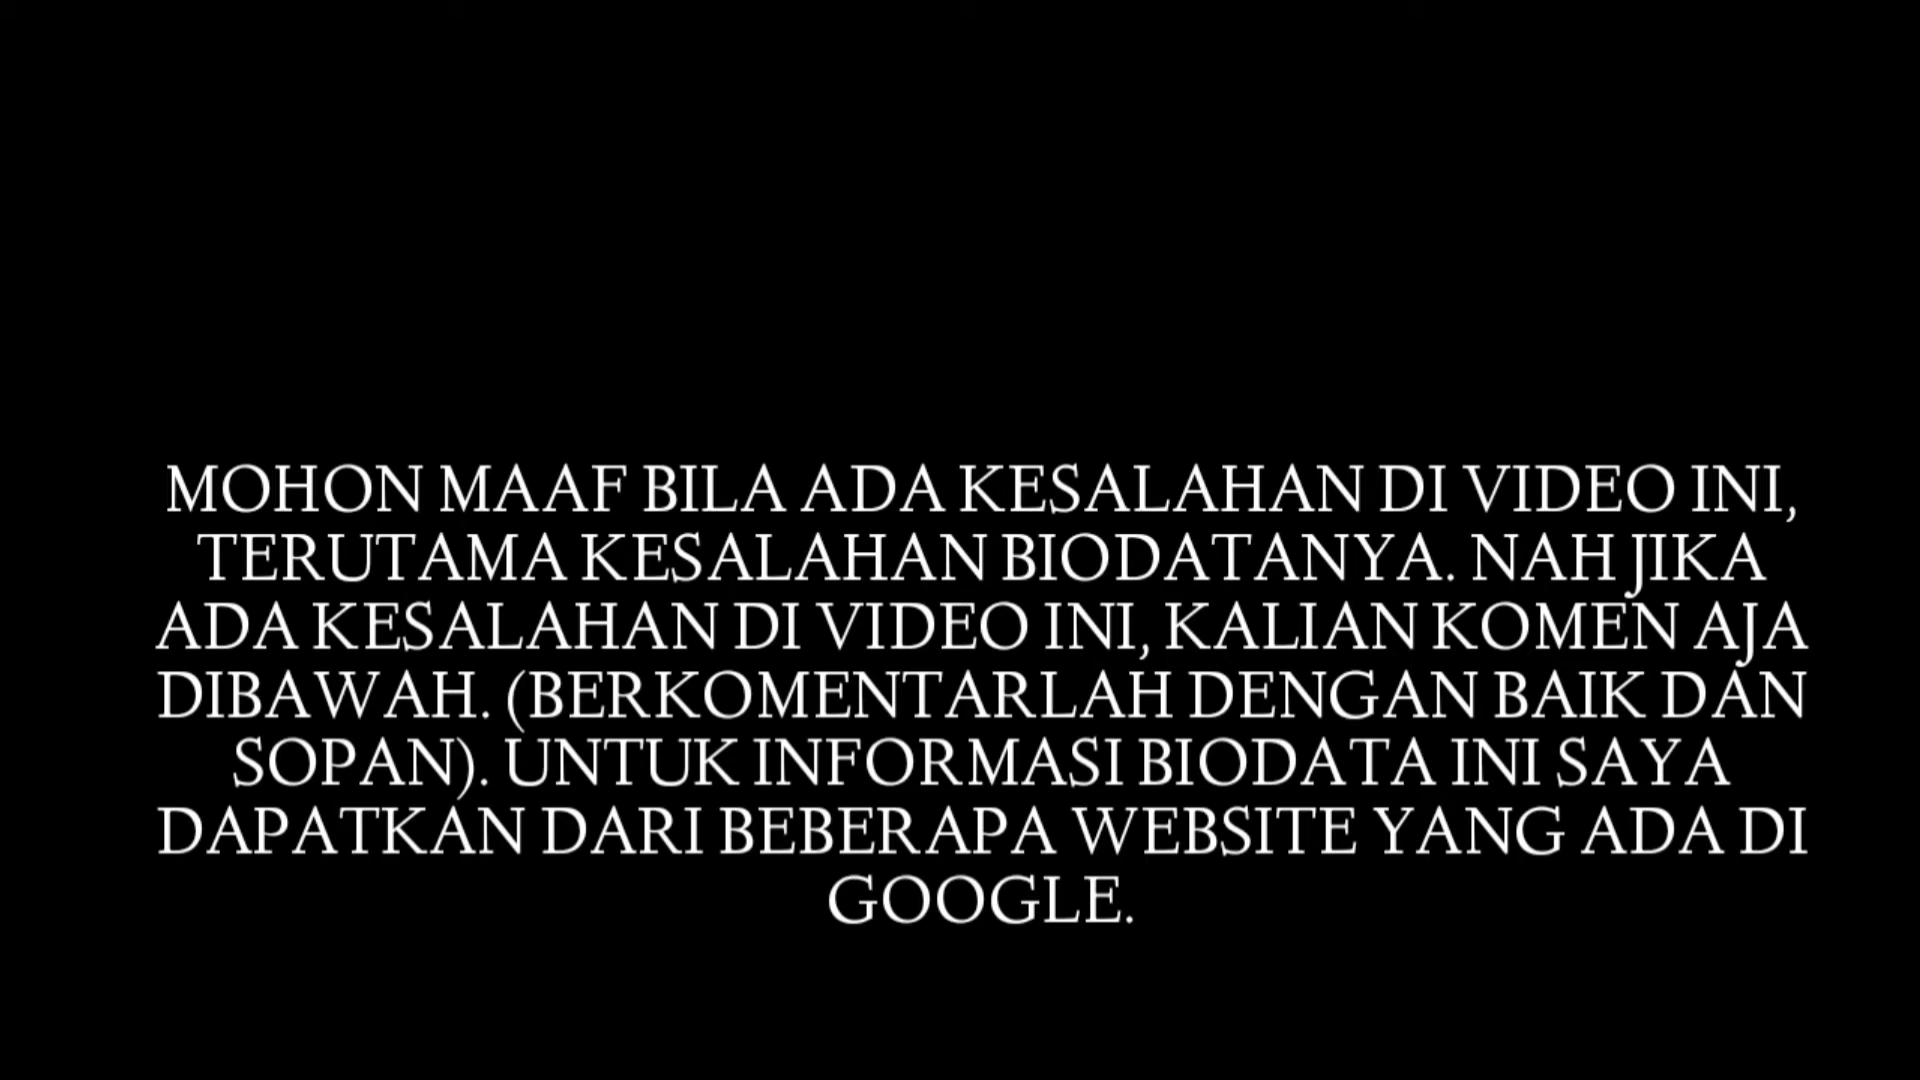 MOHON MAAF BILA ADA KESALAHAN DI VIDEO INI,
TERUTAMA KESALAHAN BIODATANYA. NAH JIKA
ADA KESALAHAN DI VIDEO INI, KALIAN KOMEN AJA
DIBAWAH. (BERKOMENTARLAH DENGAN BAIK DAN
SOPAN). UNTUK INFORMASI BIODATA INI SAYA
DAPATKAN DARI BEBERAPA WEBSITE YANG ADA DI
GOOGLE.